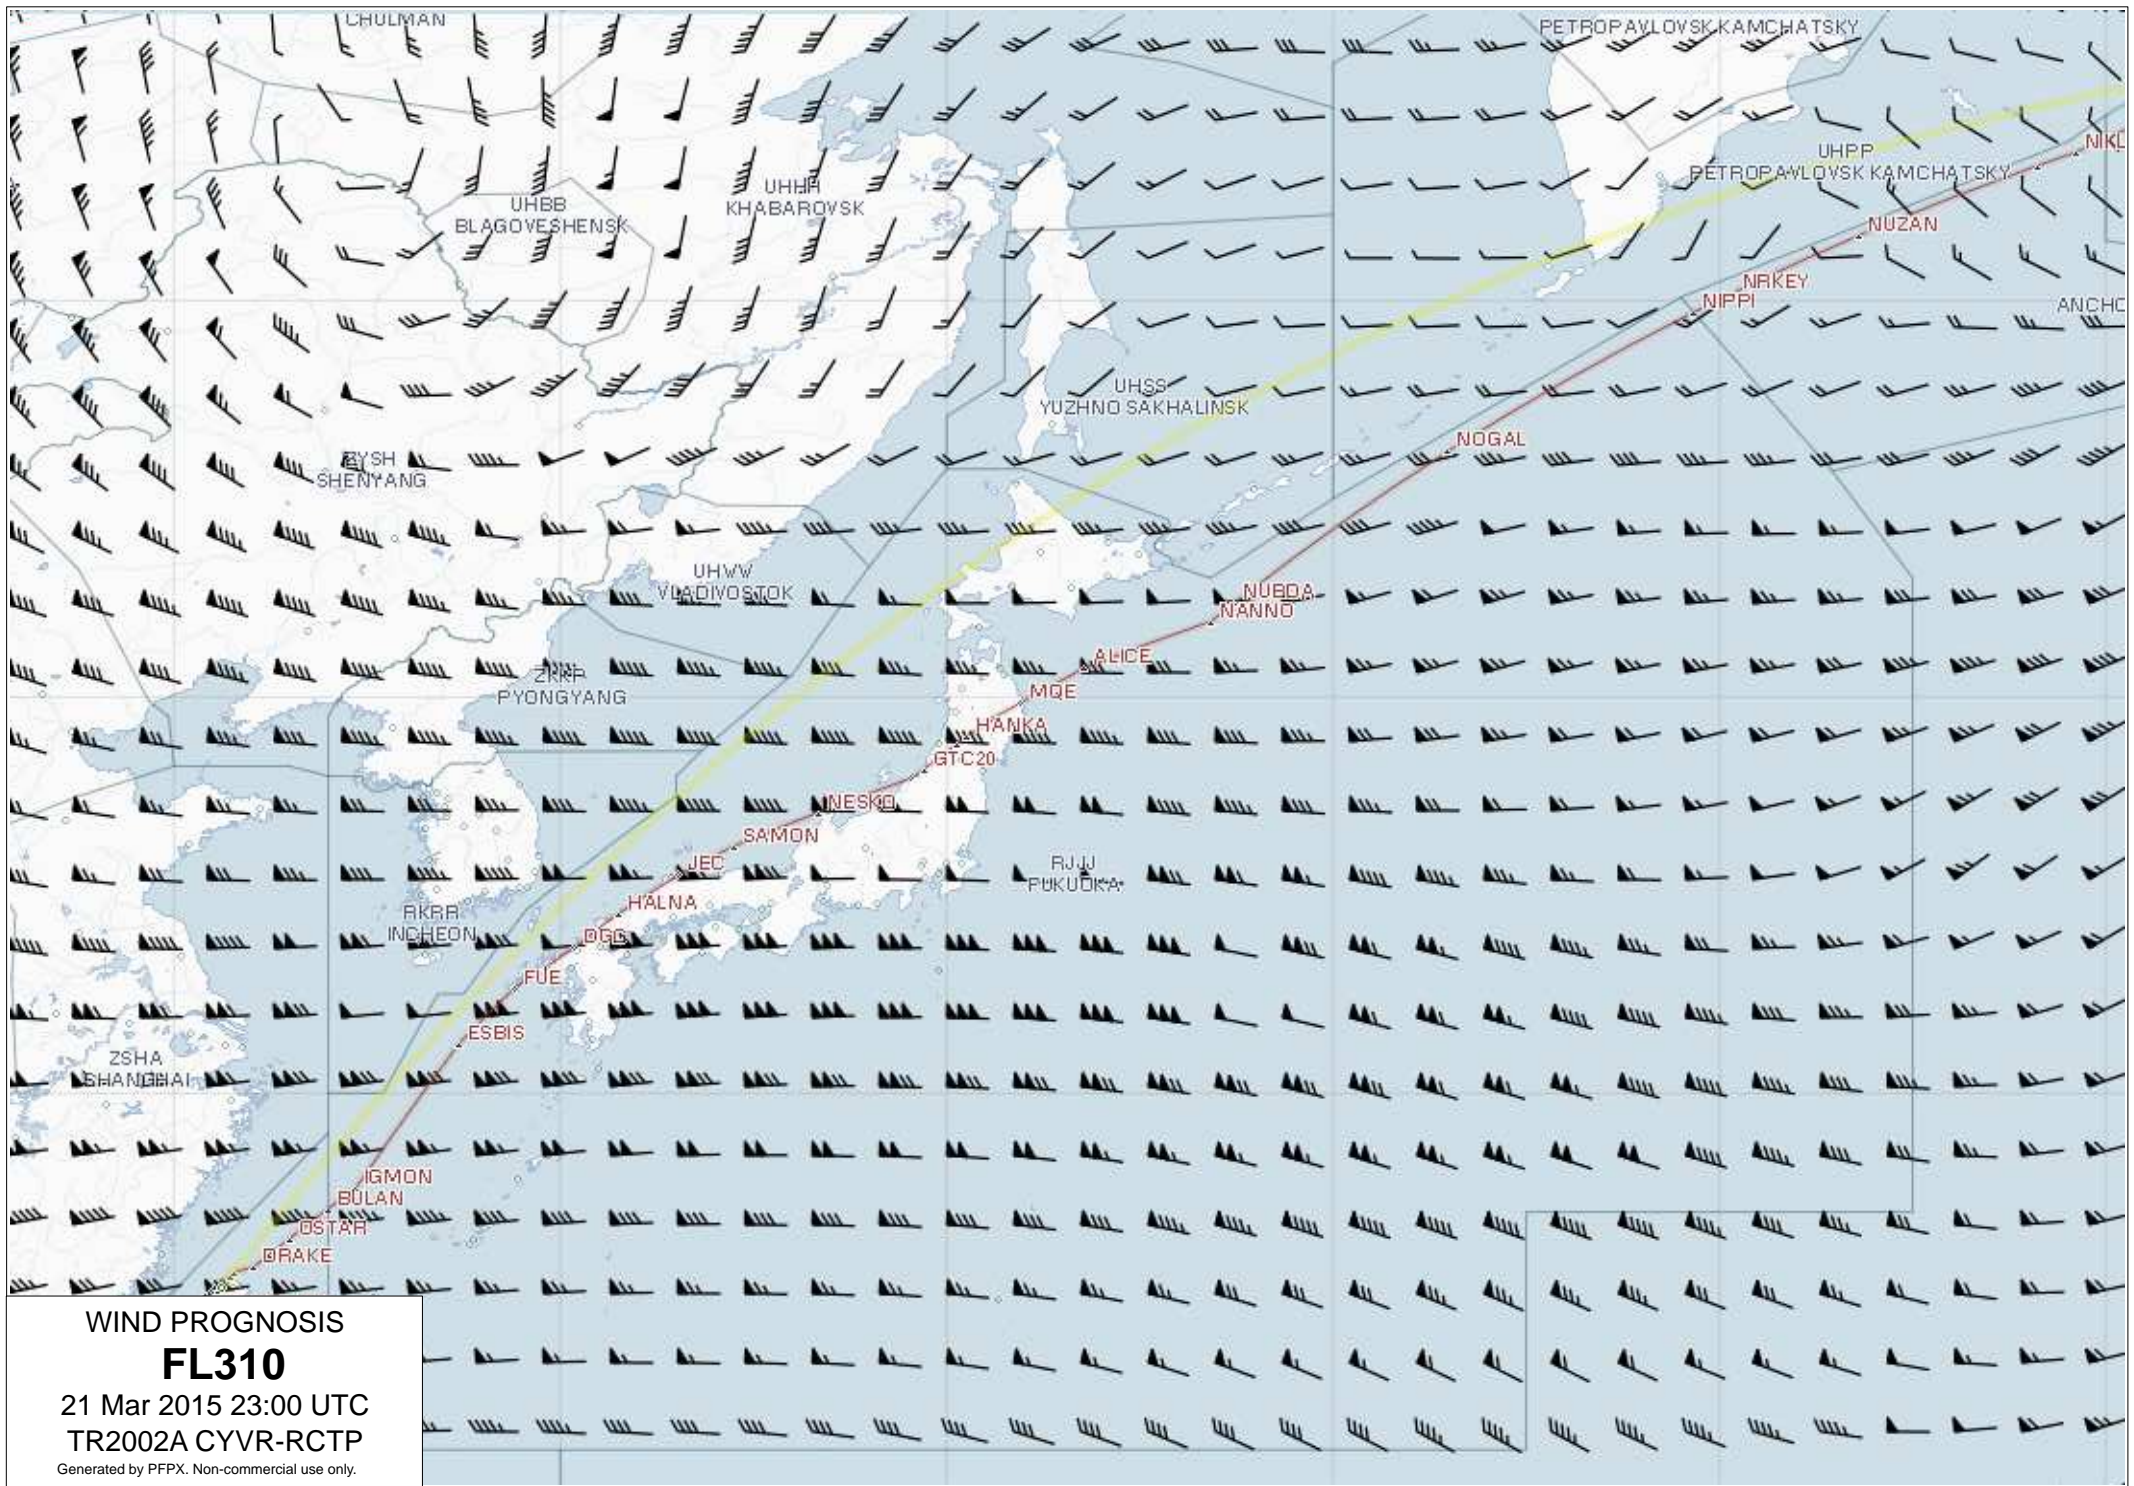 CHULMAN
PETROPAVLOVSK KAMCHATSKY
NIKL
UHPP
PETROPAVLOVSK KAMCHATSKY
UHHH
KHABAROVSK
UHBB
BLAGOVESHENSK
NUZAN
NRKEY
NIPPI
ANCHO
UHSS
YUZHNO SAKHALINSK
NOGAL
ZYSH
SHENYANG
UHWW
VLADIVOSTOK
NUBDA
NANNO
ALICE
ZKKP
PYONGYANG
MQE
HANKA
GTC20
NESKO
SAMON
JEC
RJJJ
FUKUOKA
HALNA
RKRR
INCHEON
DGC
FUE
ESBIS
ZSHA
SHANGHAI
IGMON
BULAN
OSTAR
DRAKE
WIND PROGNOSIS
FL310
21 Mar 2015 23:00 UTC
TR2002A CYVR-RCTP
Generated by PFPX. Non-commercial use only.